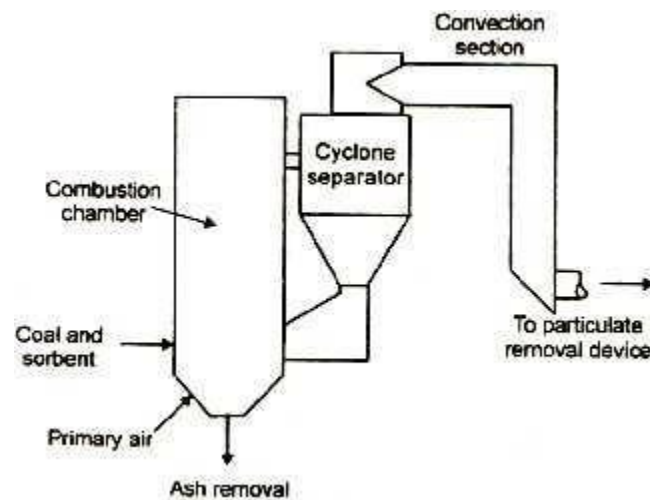 Convection
section
Cyclone
separator
Combustion
chamber
Coal and
sorbent
To particulate
removal device
Primary air
Ash removal